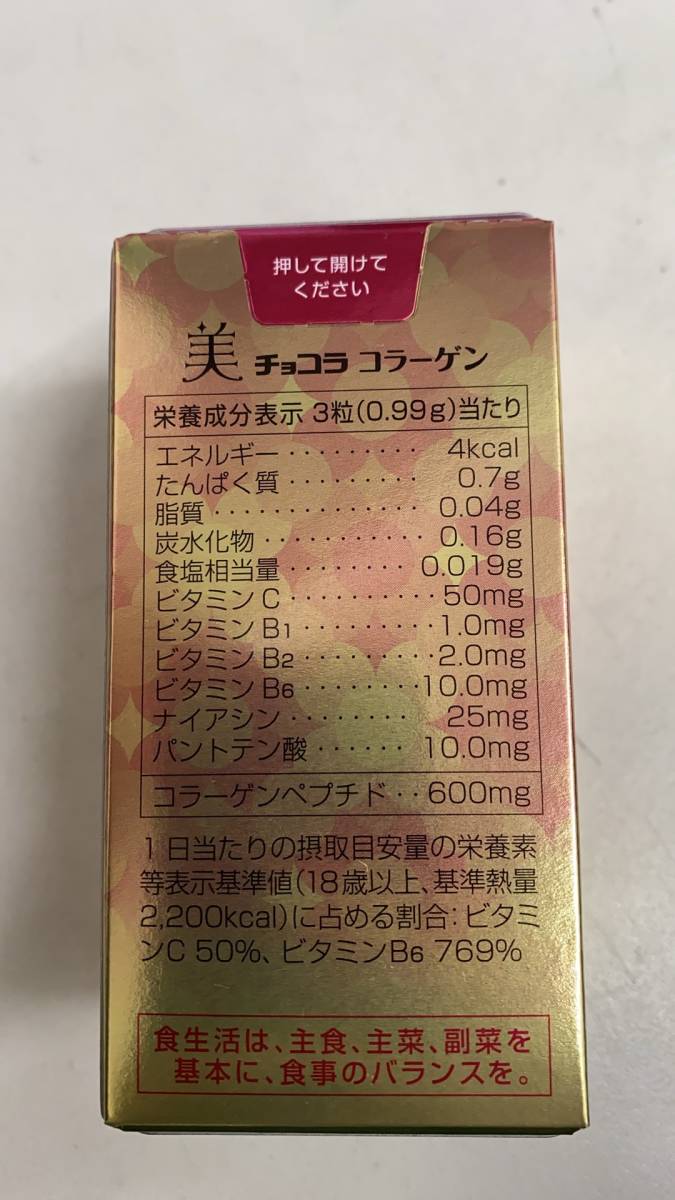 押して開けて
ください
美 チョコラ コラーゲン
栄養成分表示 3粒(0.99g)当たり
エネルギー・・・・・・・・・ 4kcal
たんぱく質・・・・・・・・・ 0.7g
脂質・・・・・・・・・・・・・・ 0.04g
炭水化物・・・・・・・・・・・ 0.16g
食塩相当量・・・・・・・・ 0.019g
ビタミンC・・・・・・・・・・50mg
ビタミンB1・・・・・・・・・1.0mg
ビタミンB2・・・・・・・・・2.0mg
ビタミンB6・・・・・・・・10.0mg
ナイアシン・・・・・・・・ 25mg
パントテン酸・・・・・・ 10.0mg
コラーゲンペプチド・・600mg
1日当たりの摂取目安量の栄養素
等表示基準値(18歳以上、基準熱量
2,200kcal)に占める割合:ビタミ
ンC 50%、ビタミンB6 769%
食生活は、主食、主菜、副菜を
基本に、食事のバランスを。